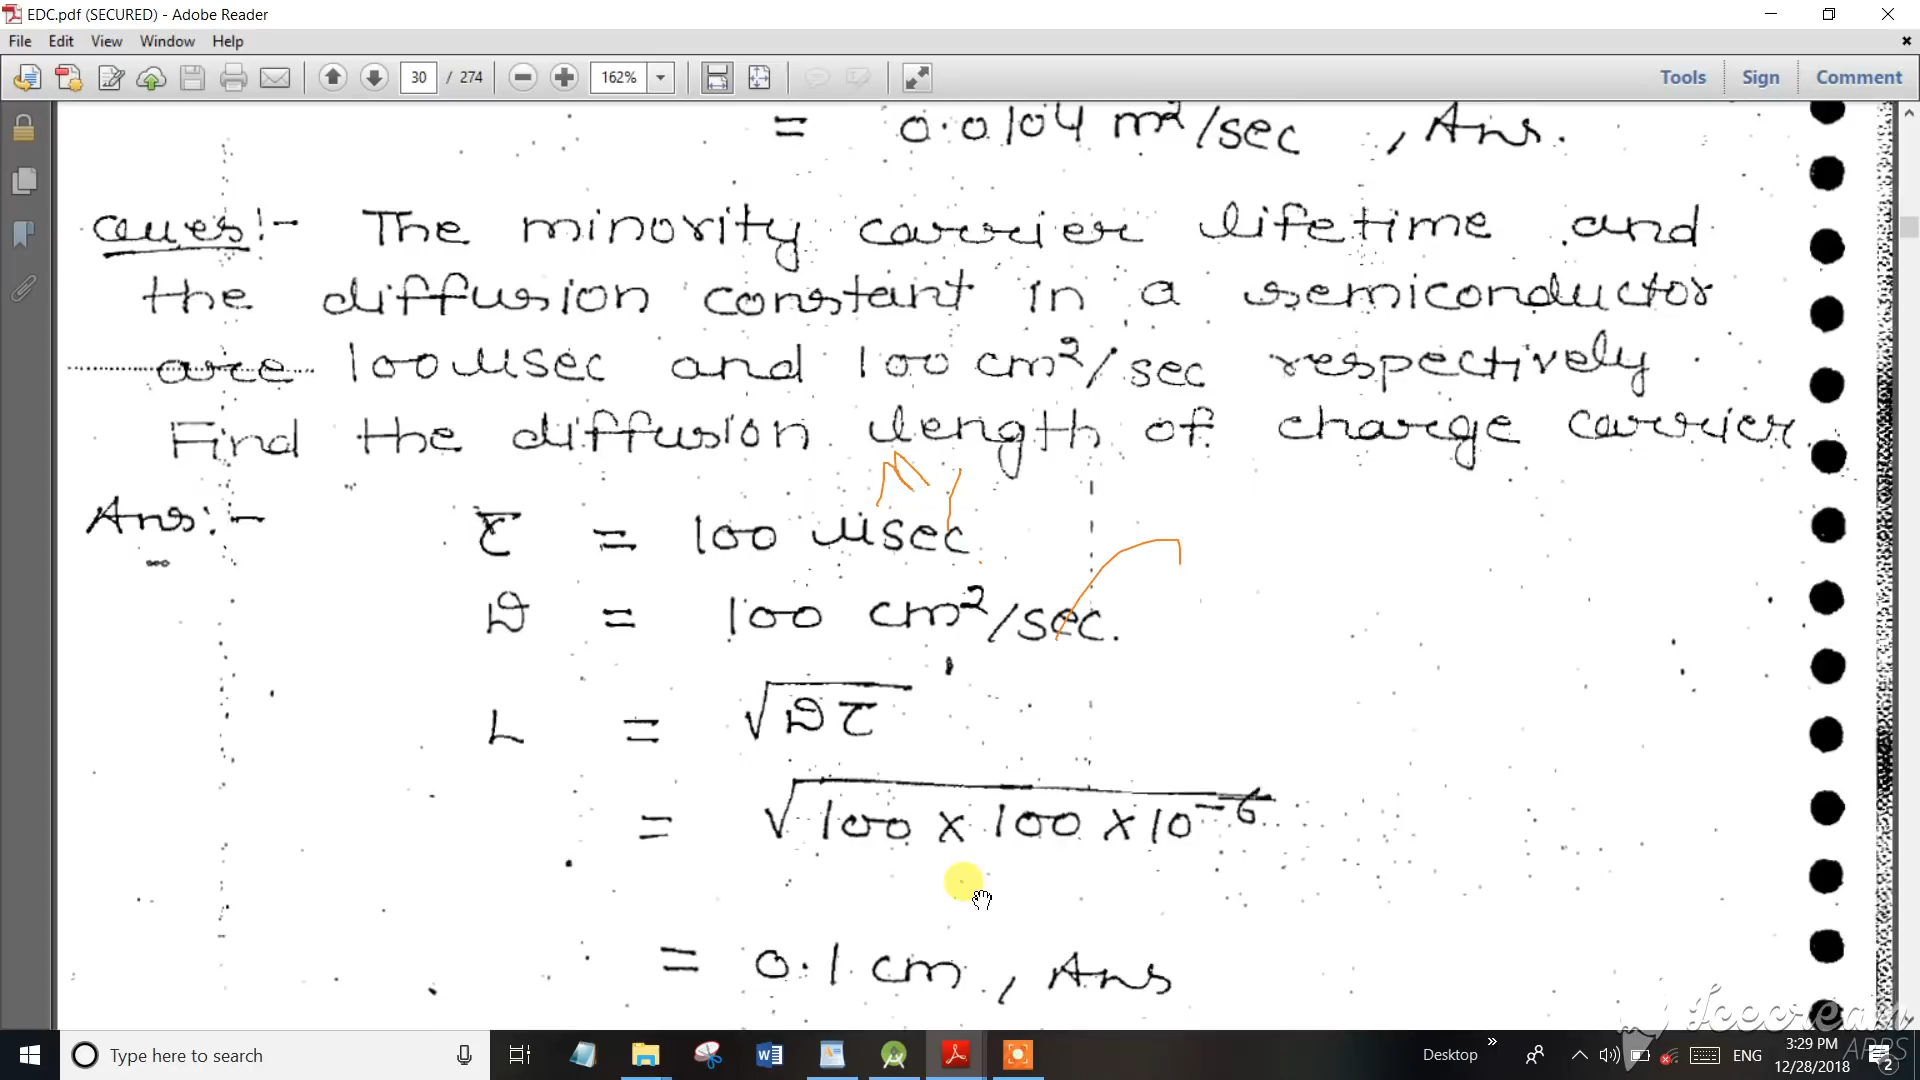 EDC.pdf (SECURED) - Adobe Reader
File Edit View Window Help
30 / 274 162% Tools Sign Comment
= 0.0104 m²/sec , Ans.
Ques:- The minority carrier lifetime and
the diffusion constant in a semiconductor
are 100 μsec and 100 cm²/sec respectively.
Find the diffusion length of charge carrier.
Ans:- τ = 100 μsec
D = 100 cm²/sec.
L = √Dτ
= √100 × 100 × 10⁻⁶
= 0.1 cm , Ans
Icecream
APPS
Type here to search
Desktop » ENG 3:29 PM
12/28/2018 2